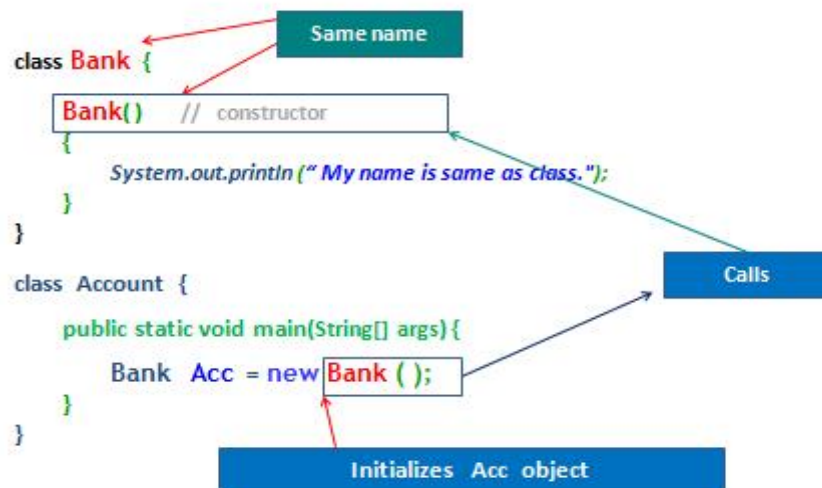 Same name
class Bank {
Bank() // constructor
{
System.out.println (“ My name is same as class.");
}
}
Calls
class Account {
public static void main(String[] args) {
Bank Acc = new Bank ( );
}
}
Initializes Acc object